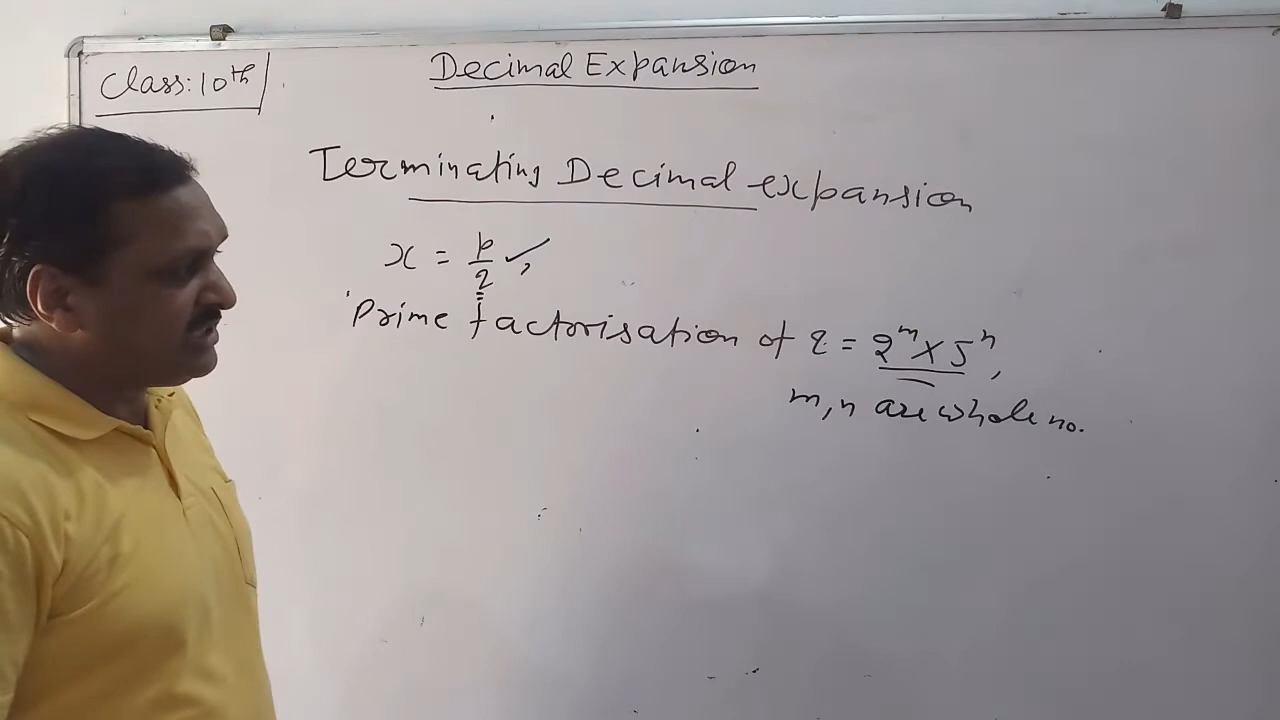 Class: 10th
Decimal Expansion
Terminating Decimal expansion
x = p/q ✓,
Prime factorisation of q = 2^m × 5^n,
m, n are whole no.